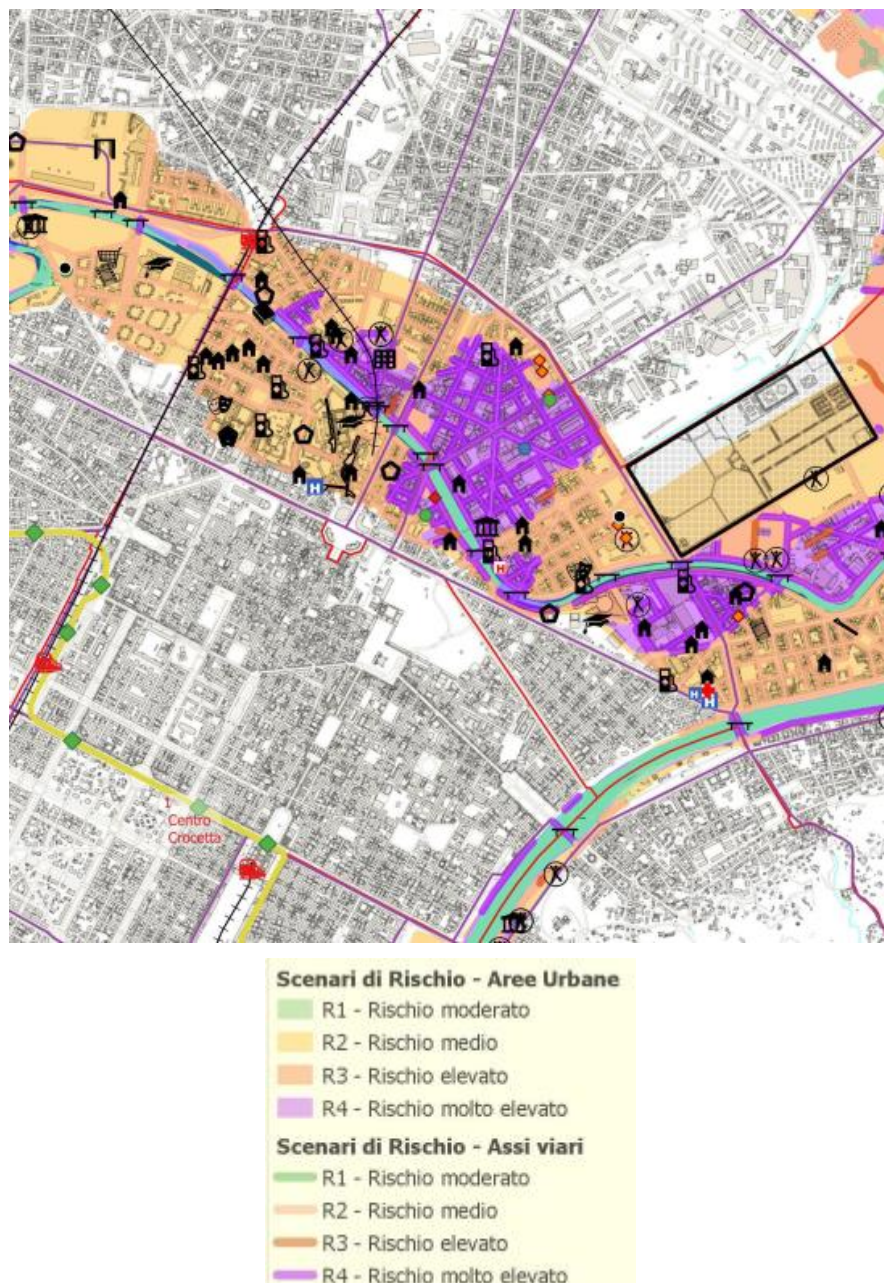 H
H
H
H
1
Centro
Crocetta
Scenari di Rischio - Aree Urbane
R1 - Rischio moderato
R2 - Rischio medio
R3 - Rischio elevato
R4 - Rischio molto elevato
Scenari di Rischio - Assi viari
R1 - Rischio moderato
R2 - Rischio medio
R3 - Rischio elevato
R4 - Rischio molto elevato